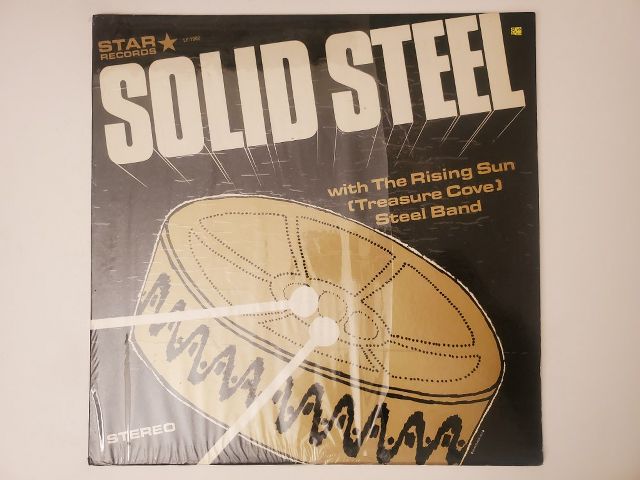 STAR
RECORDS
SOLID STEEL
with The Rising Sun
(Treasure Cove)
Steel Band
STEREO